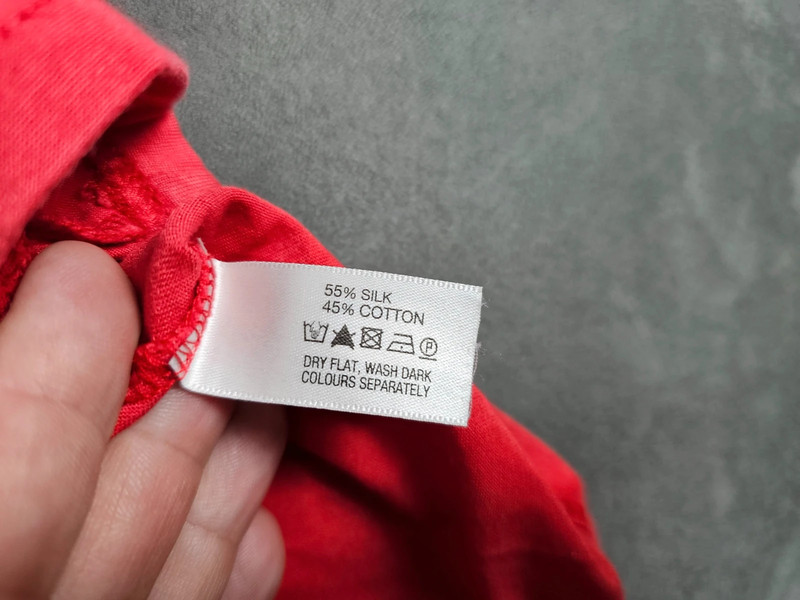 55% SILK
45% COTTON
P
DRY FLAT, WASH DARK
COLOURS SEPARATELY